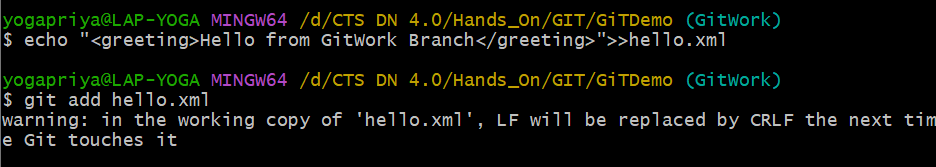 yogapriya@LAP-YOGA MINGW64 /d/CTS DN 4.0/Hands_On/GIT/GiTDemo (GitWork)
$ echo "<greeting>Hello from GitWork Branch</greeting>">>hello.xml
yogapriya@LAP-YOGA MINGW64 /d/CTS DN 4.0/Hands_On/GIT/GiTDemo (GitWork)
$ git add hello.xml
warning: in the working copy of 'hello.xml', LF will be replaced by CRLF the next tim
e Git touches it